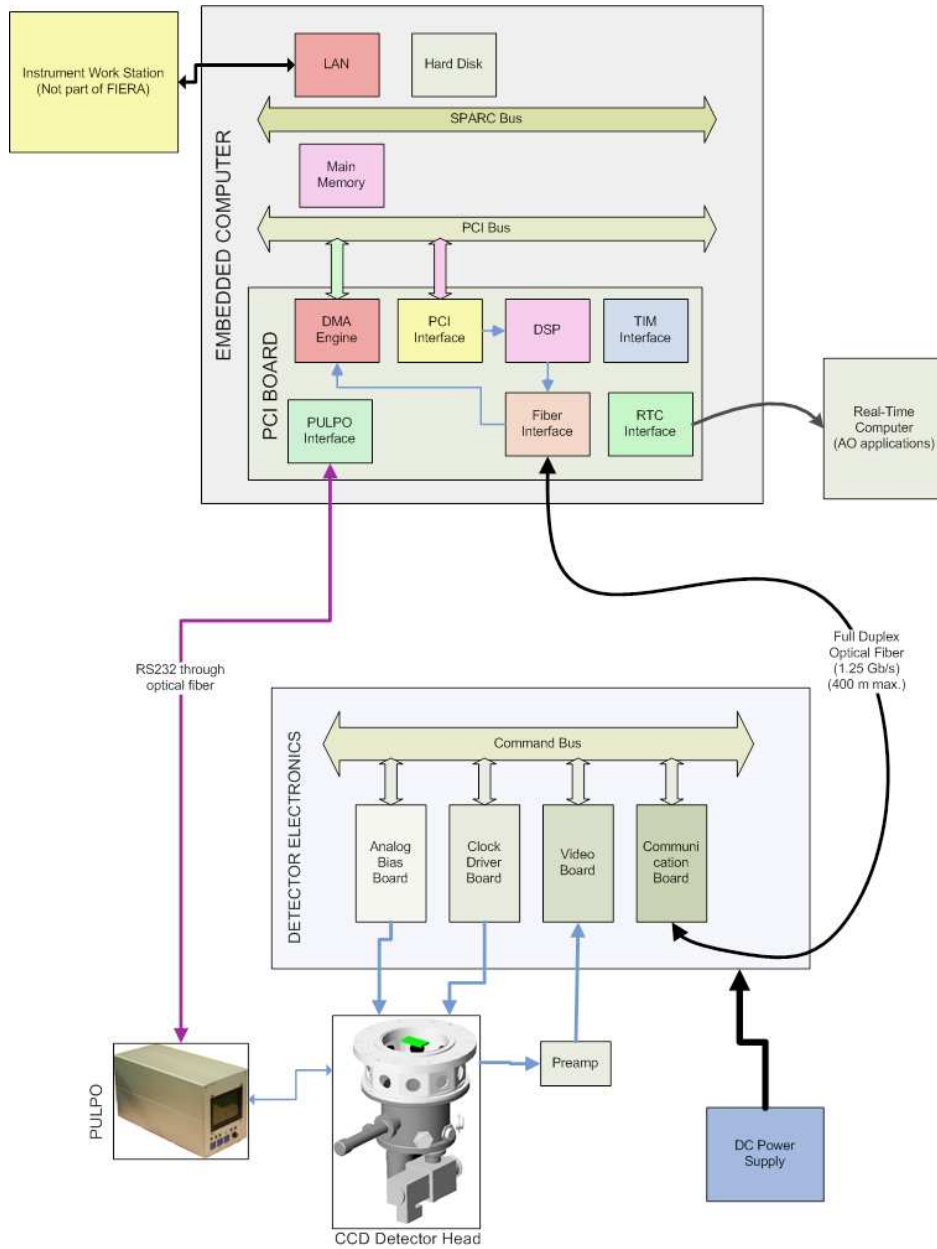 Instrument Work Station
(Not part of FIERA)
LAN
Hard Disk
SPARC Bus
Main
Memory
PCI Bus
EMBEDDED COMPUTER
PCI BOARD
DMA
Engine
PCI
Interface
DSP
TIM
Interface
PULPO
Interface
Fiber
Interface
RTC
Interface
Real-Time
Computer
(AO applications)
RS232 through
optical fiber
Full Duplex
Optical Fiber
(1.25 Gb/s)
(400 m max.)
DETECTOR ELECTRONICS
Command Bus
Analog
Bias
Board
Clock
Driver
Board
Video
Board
Communi
cation
Board
PULPO
Preamp
DC Power
Supply
CCD Detector Head